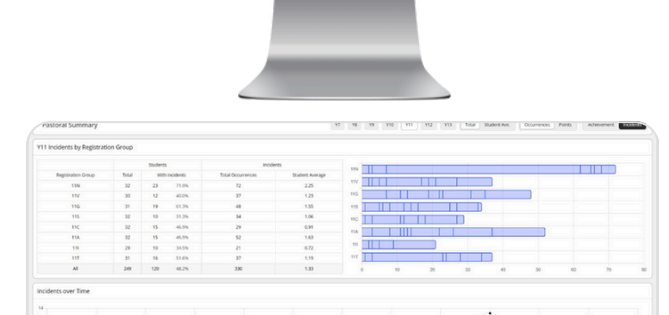 Pastoral Summary Y7 Y8 Y9 Y10 Y11 Y12 Y13 Total Student Ave. Occurrences Points Achievement Incidents
Y11 Incidents by Registration Group
Students Incidents
Registration Group Total With Incidents Total Occurrences Student Average
32 23 71.9% 72 2.25
30 12 40.0% 37 1.23
11G 31 19 61.3% 48 1.55
11S 32 10 31.3% 34 1.06
11C 32 15 46.9% 29 0.91
11A 32 15 46.9% 52 1.63
29 10 34.5% 21 0.72
11T 31 16 51.6% 37 1.19
All 249 120 48.2% 330 1.33
0 10 20 30 40 50 60 70 80
Incidents over Time
14